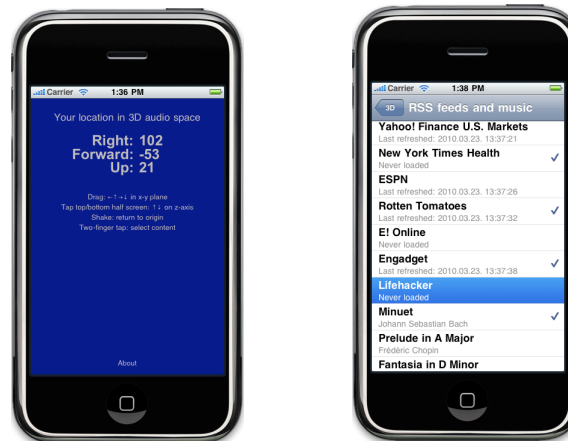 Carrier 1:36 PM
Your location in 3D audio space
Right: 102
Forward: -53
Up: 21
Drag: ←↑→↓ in x-y plane
Tap top/bottom half screen: ↑↓ on z-axis
Shake: return to origin
Two-finger tap: select content
About
Carrier 1:38 PM
3D RSS feeds and music
Yahoo! Finance U.S. Markets
Last refreshed: 2010.03.23. 13:37:21
New York Times Health
Never loaded
ESPN
Last refreshed: 2010.03.23. 13:37:26
Rotten Tomatoes
Last refreshed: 2010.03.23. 13:37:32
E! Online
Never loaded
Engadget
Last refreshed: 2010.03.23. 13:37:38
Lifehacker
Never loaded
Minuet
Johann Sebastian Bach
Prelude in A Major
Frédéric Chopin
Fantasia in D Minor